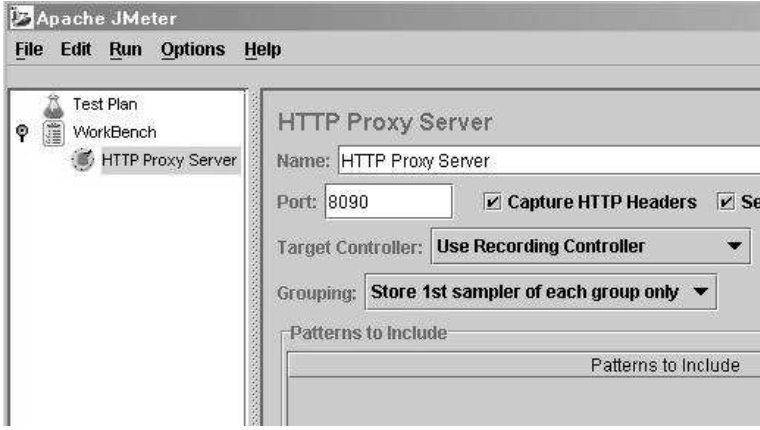 Apache JMeter
File Edit Run Options Help
Test Plan
WorkBench
HTTP Proxy Server
HTTP Proxy Server
Name: HTTP Proxy Server
Port: 8090 Capture HTTP Headers Se
Target Controller: Use Recording Controller
Grouping: Store 1st sampler of each group only
Patterns to Include
Patterns to Include